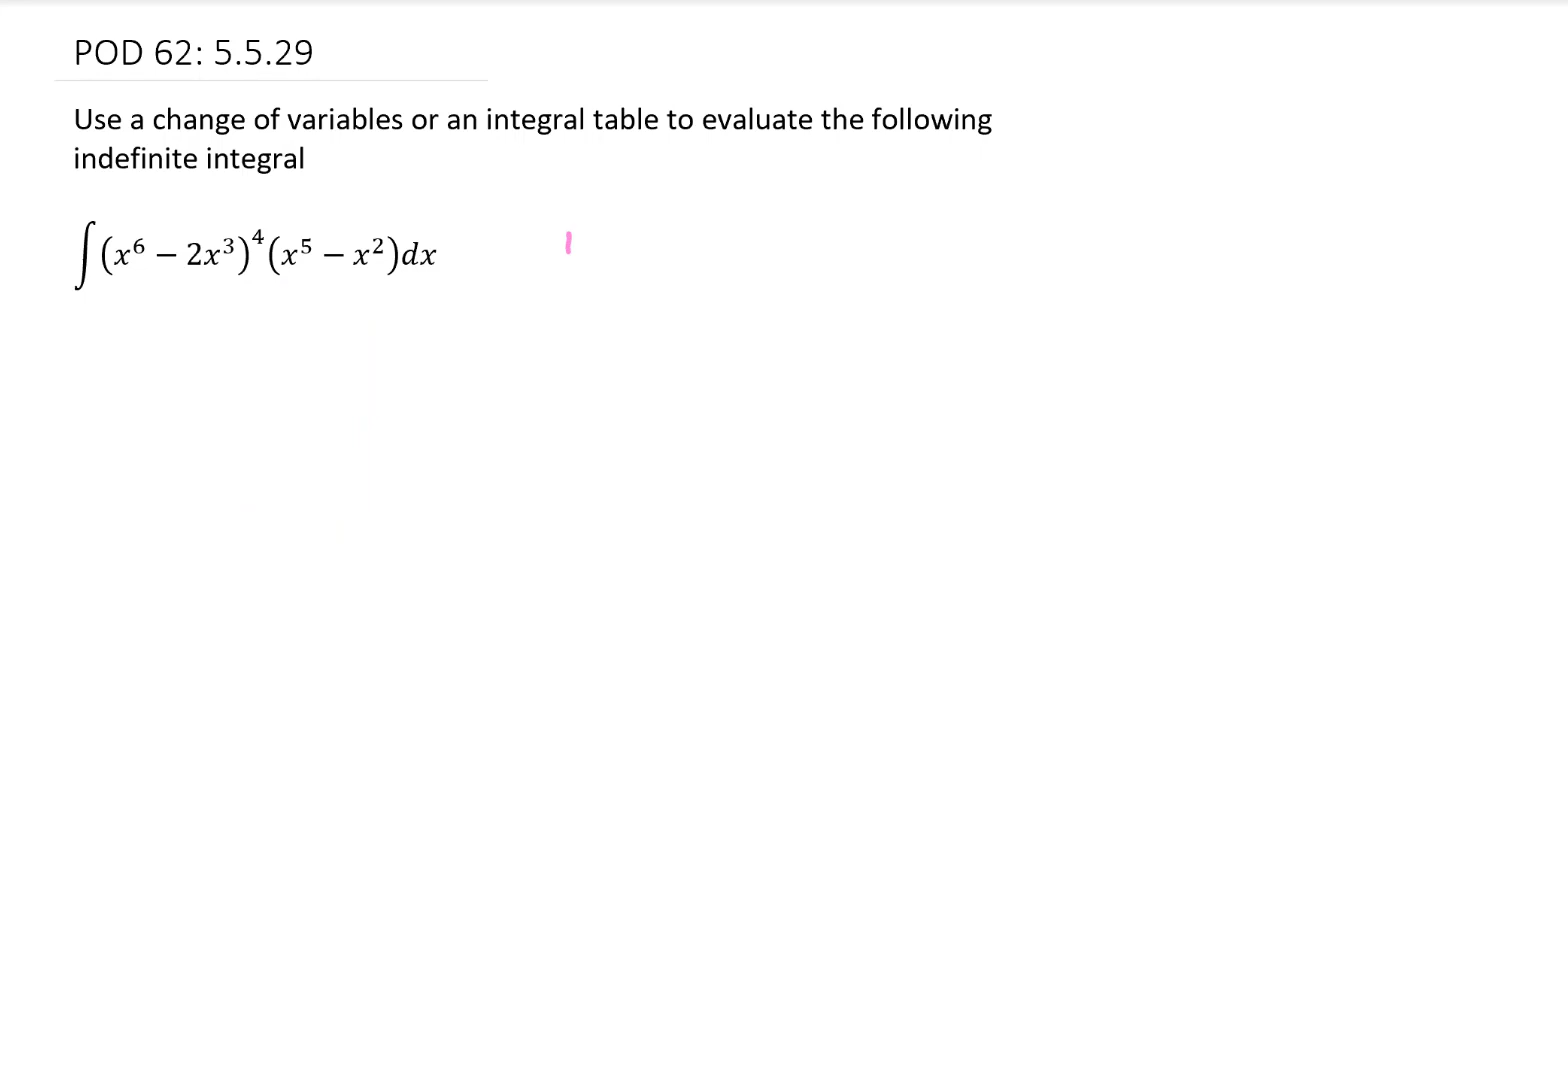 POD 62: 5.5.29
Use a change of variables or an integral table to evaluate the following
indefinite integral
∫(x⁶ − 2x³)⁴(x⁵ − x²)dx